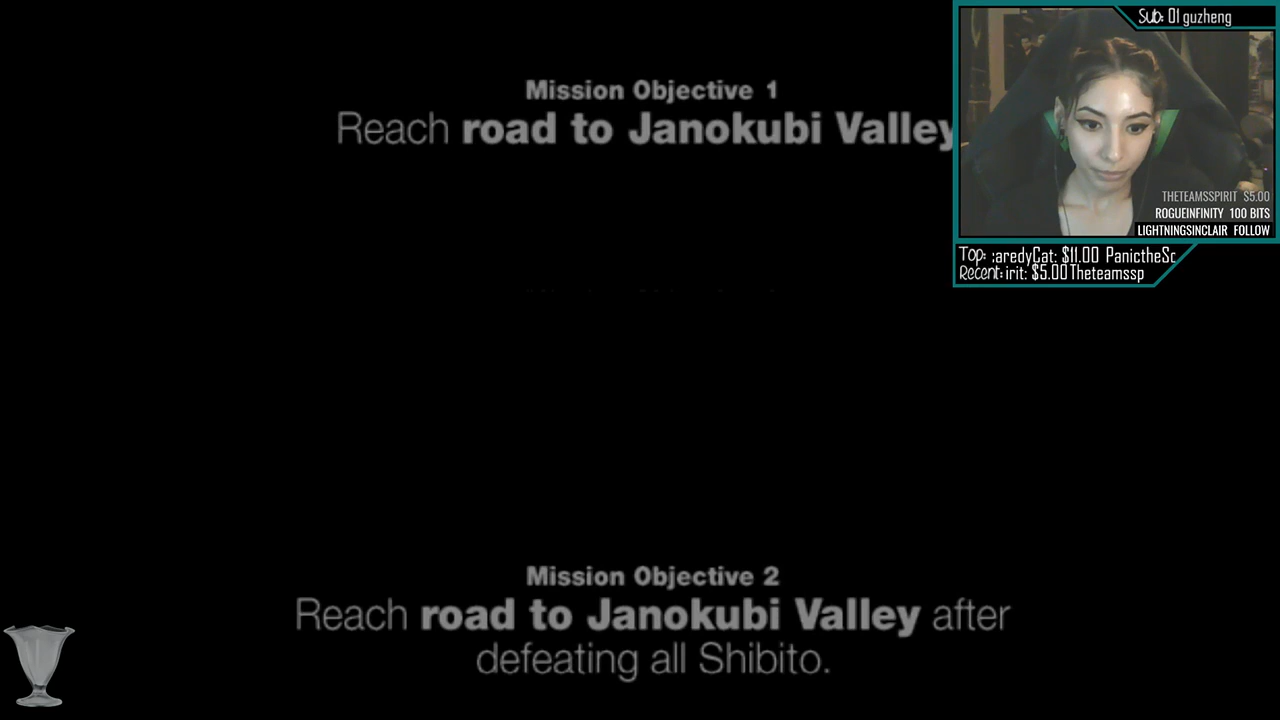 Sub: 01 guzheng
Mission Objective 1
Reach road to Janokubi Valley
THETEAMSSPIRIT $5.00
ROGUEINFINITY 100 BITS
LIGHTNINGSINCLAIR FOLLOW
Top: :aredyCat: $11.00 PanictheSc
Recent: irit: $5.00 Theteamssp
Mission Objective 2
Reach road to Janokubi Valley after
defeating all Shibito.